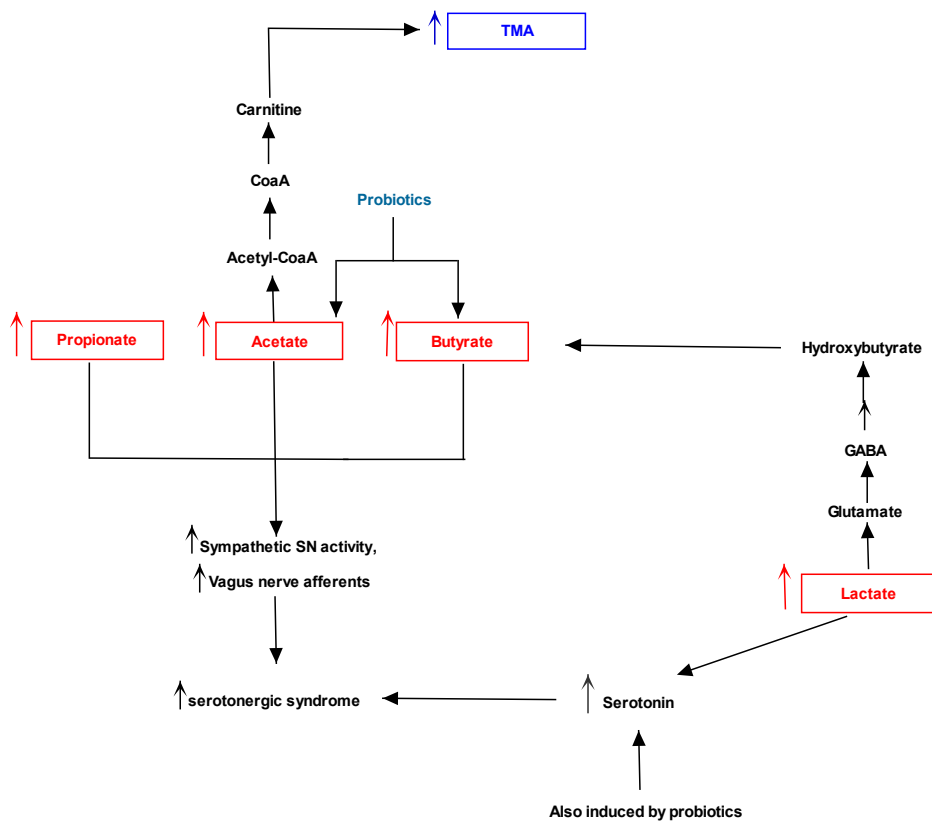 TMA
Carnitine
CoaA
Probiotics
Acetyl-CoaA
Propionate
Acetate
Butyrate
Hydroxybutyrate
GABA
Glutamate
Sympathetic SN activity,
Vagus nerve afferents
Lactate
serotonergic syndrome
Serotonin
Also induced by probiotics